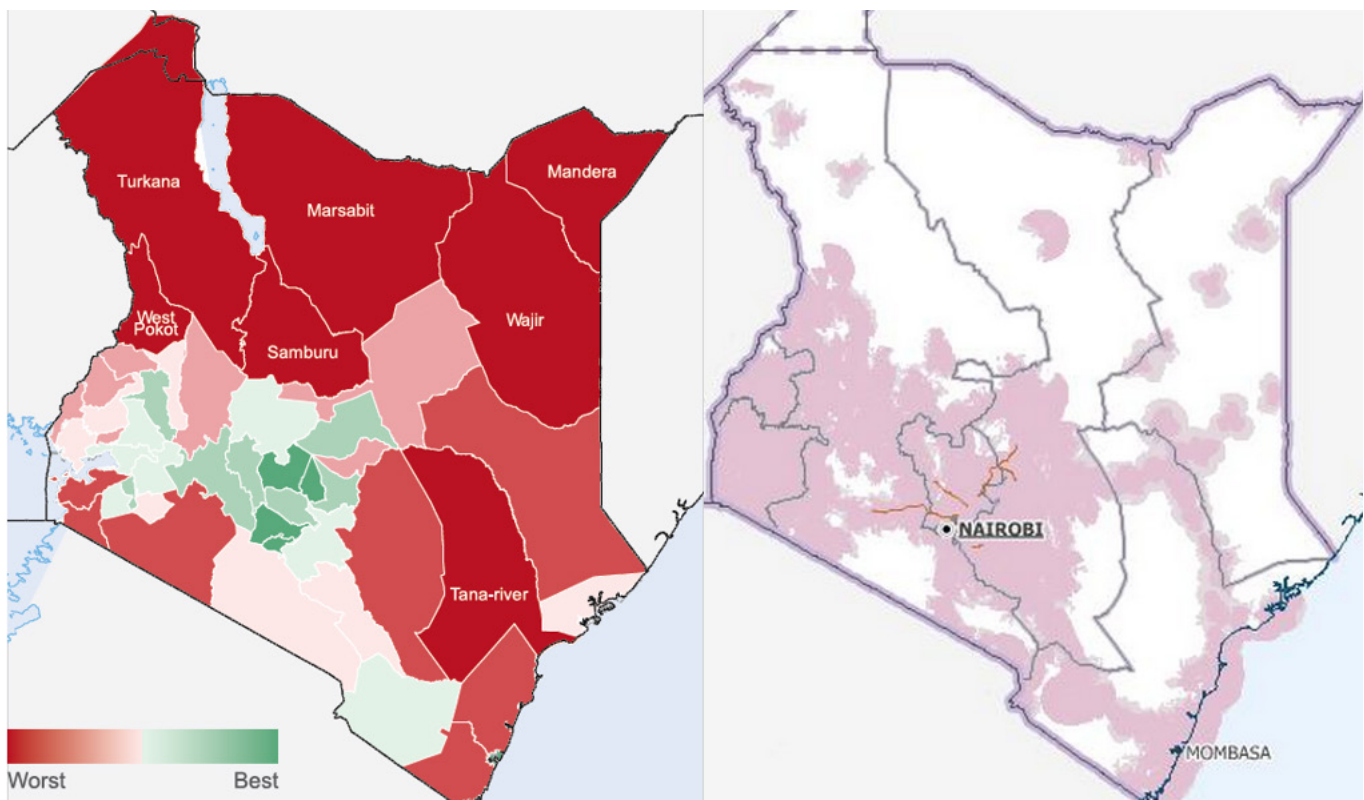 Turkana
Marsabit
Mandera
West
Pokot
Samburu
Wajir
Tana-river
Worst
Best
NAIROBI
MOMBASA